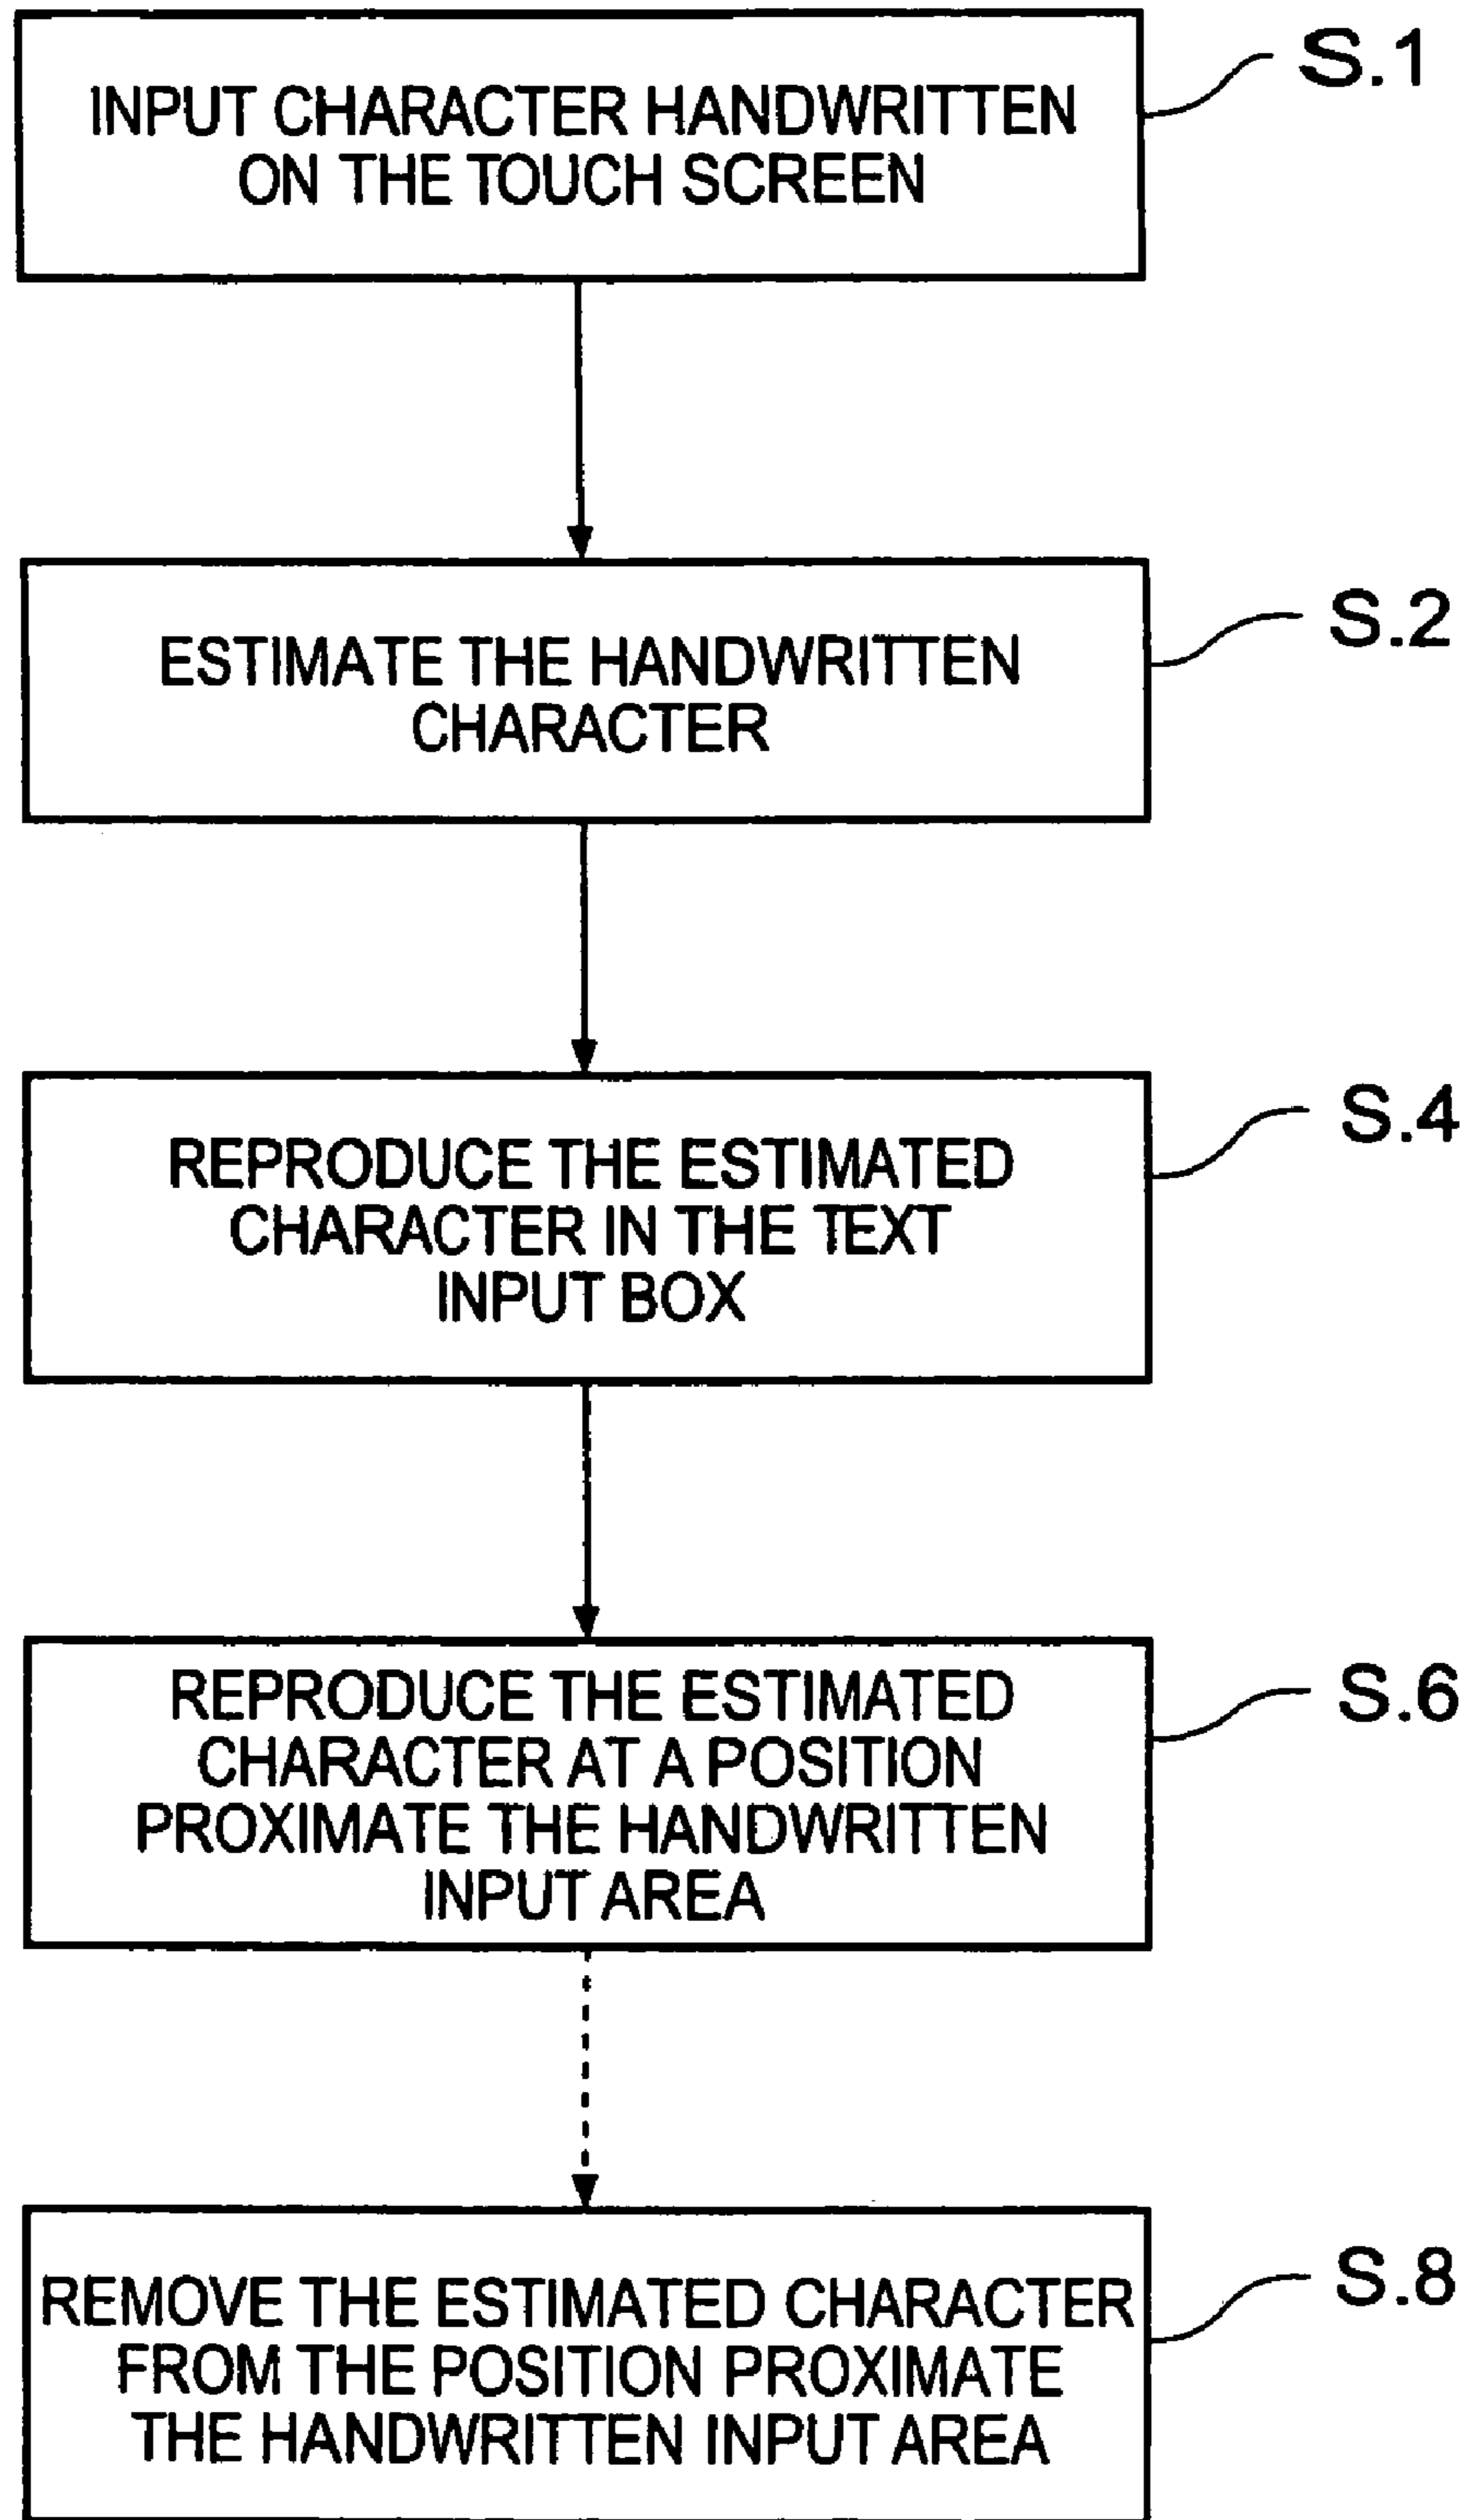 INPUT CHARACTER HANDWRITTEN
ON THE TOUCH SCREEN
S.1
ESTIMATE THE HANDWRITTEN
CHARACTER
S.2
REPRODUCE THE ESTIMATED
CHARACTER IN THE TEXT
INPUT BOX
S.4
REPRODUCE THE ESTIMATED
CHARACTER AT A POSITION
PROXIMATE THE HANDWRITTEN
INPUT AREA
S.6
REMOVE THE ESTIMATED CHARACTER
FROM THE POSITION PROXIMATE
THE HANDWRITTEN INPUT AREA
S.8